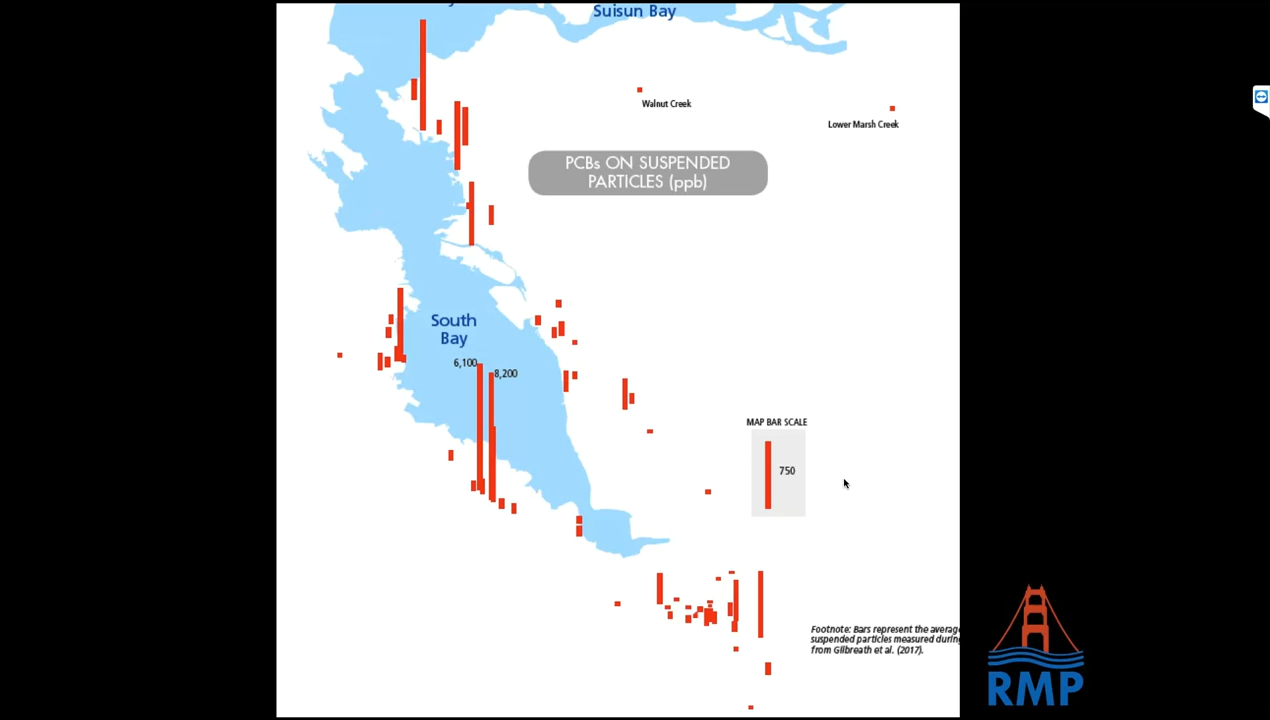 Suisun Bay
Walnut Creek
Lower Marsh Creek
PCBs ON SUSPENDED
PARTICLES (ppb)
South
Bay
6,100
8,200
MAP BAR SCALE
750
Footnote: Bars represent the average
suspended particles measured during
from Gilbreath et al. (2017).
RMP